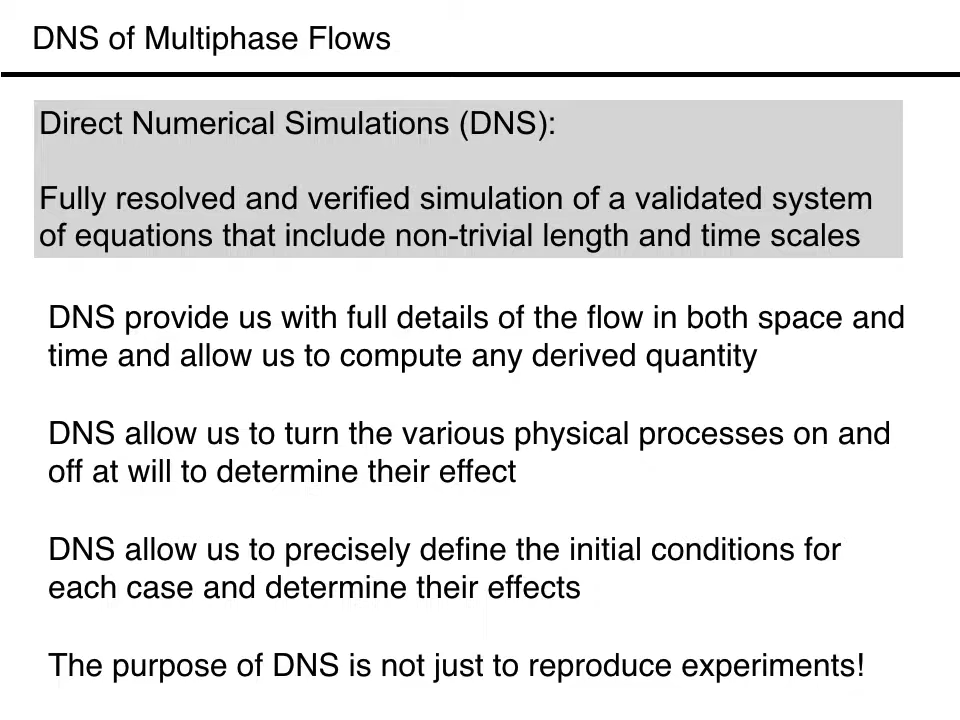 DNS of Multiphase Flows
Direct Numerical Simulations (DNS):
Fully resolved and verified simulation of a validated system
of equations that include non-trivial length and time scales
DNS provide us with full details of the flow in both space and
time and allow us to compute any derived quantity
DNS allow us to turn the various physical processes on and
off at will to determine their effect
DNS allow us to precisely define the initial conditions for
each case and determine their effects
The purpose of DNS is not just to reproduce experiments!